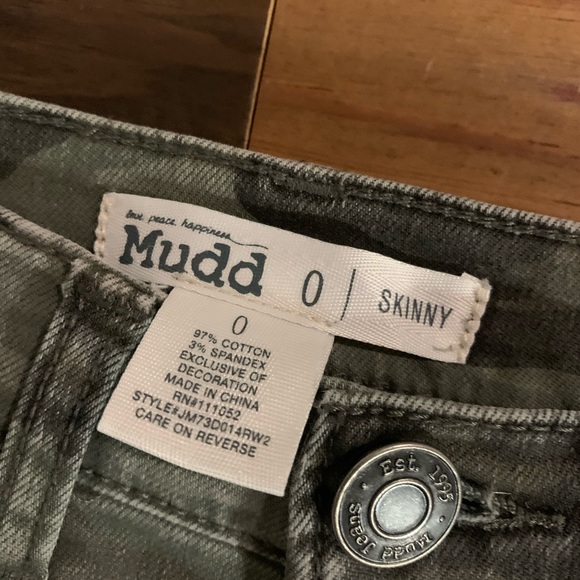 love peace happiness
Mudd 0 | SKINNY
0
97% COTTON
3% SPANDEX
EXCLUSIVE OF
DECORATION
MADE IN CHINA
RN#111052
STYLE#JM73D014RW2
CARE ON REVERSE
Est. 1995
Mudd Jeans